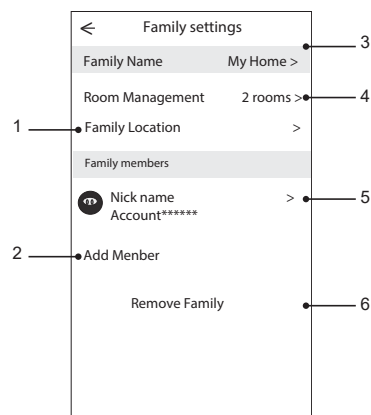 Family settings
3
Family Name My Home >
Room Management 2 rooms > 4
1 Family Location >
Family members
Nick name > 5
Account******
2 Add Menber
Remove Family 6